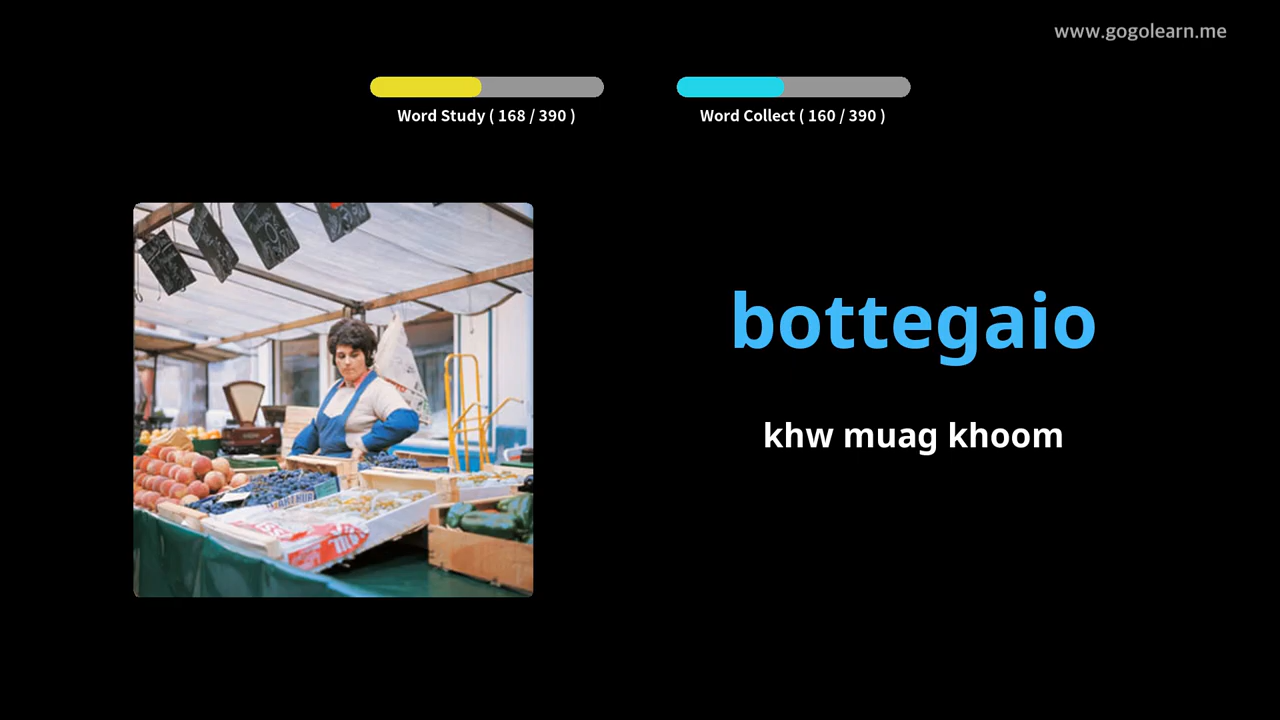 www.gogolearn.me
Word Study ( 168 / 390 )
Word Collect ( 160 / 390 )
bottegaio
khw muag khoom